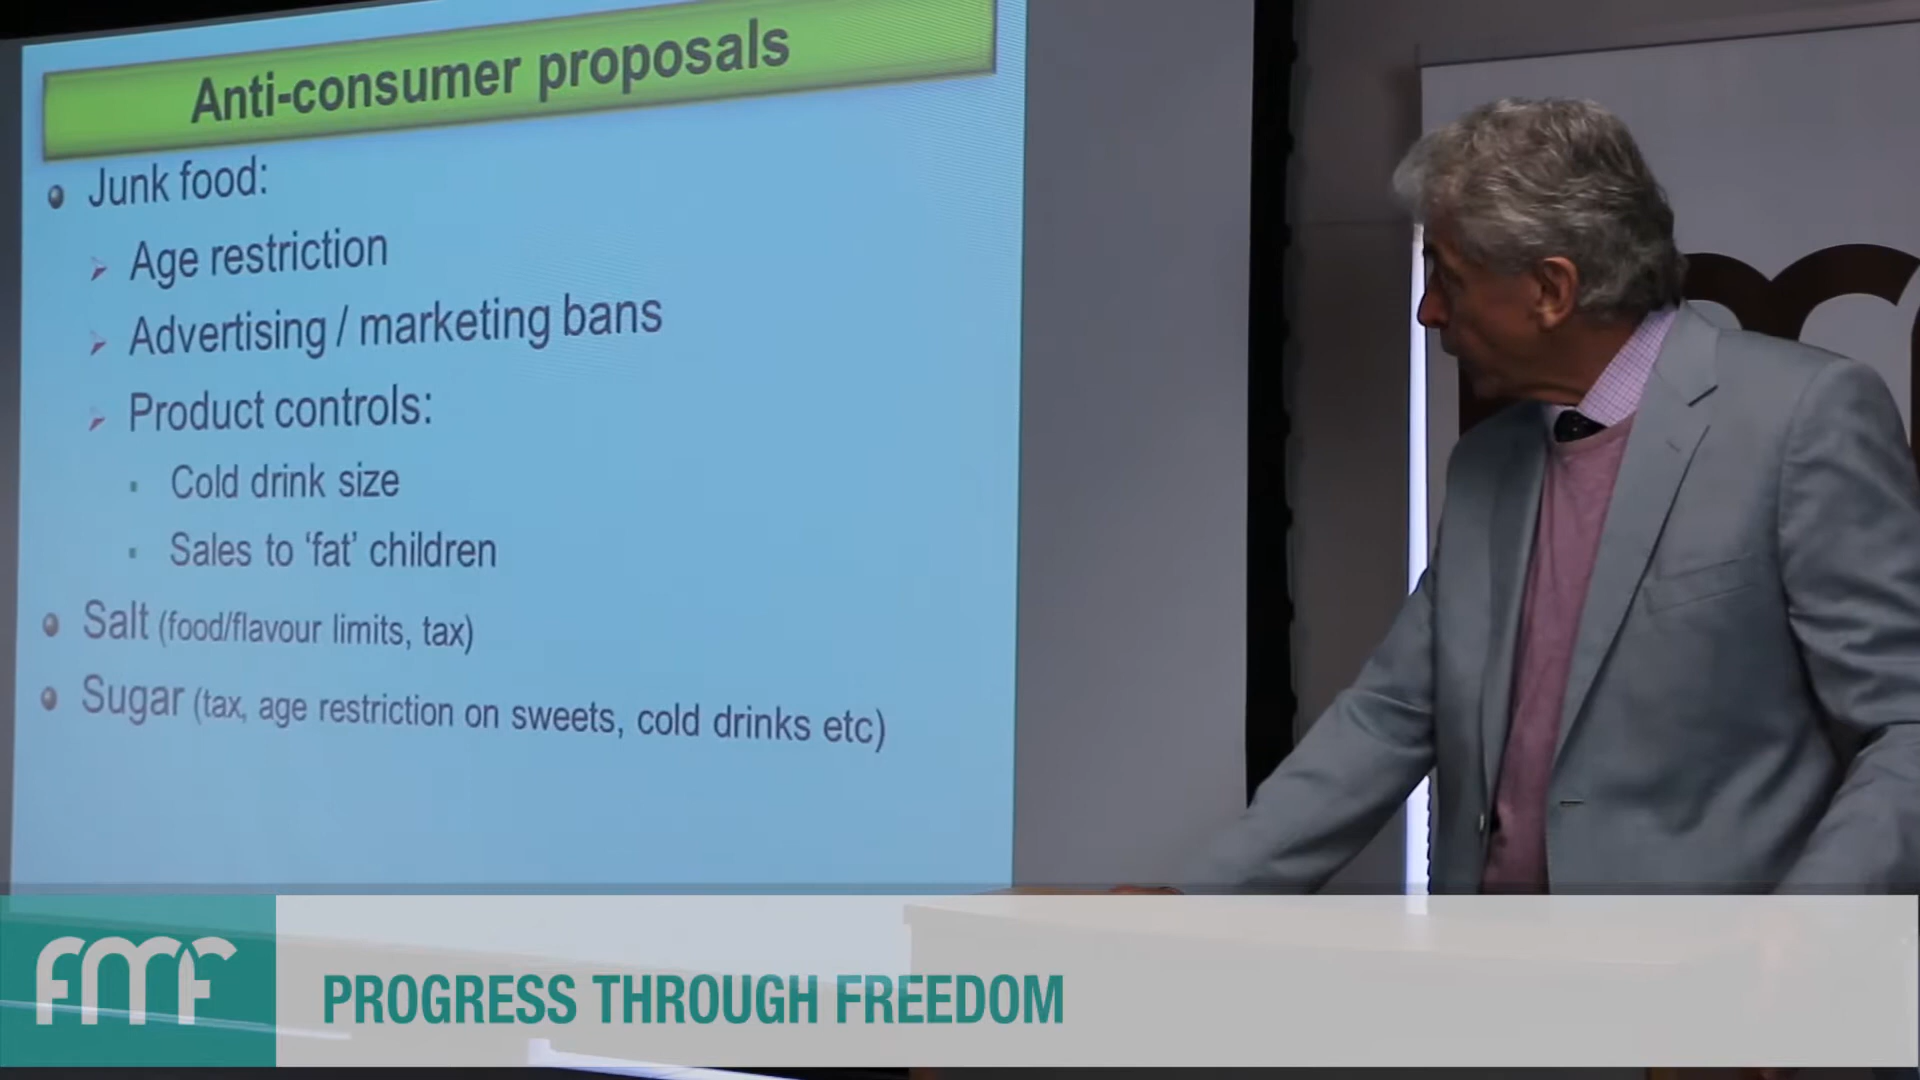 Anti-consumer proposals
Junk food:
Age restriction
Advertising / marketing bans
Product controls:
Cold drink size
Sales to ‘fat’ children
Salt (food/flavour limits, tax)
Sugar (tax, age restriction on sweets, cold drinks etc)
FMF
PROGRESS THROUGH FREEDOM